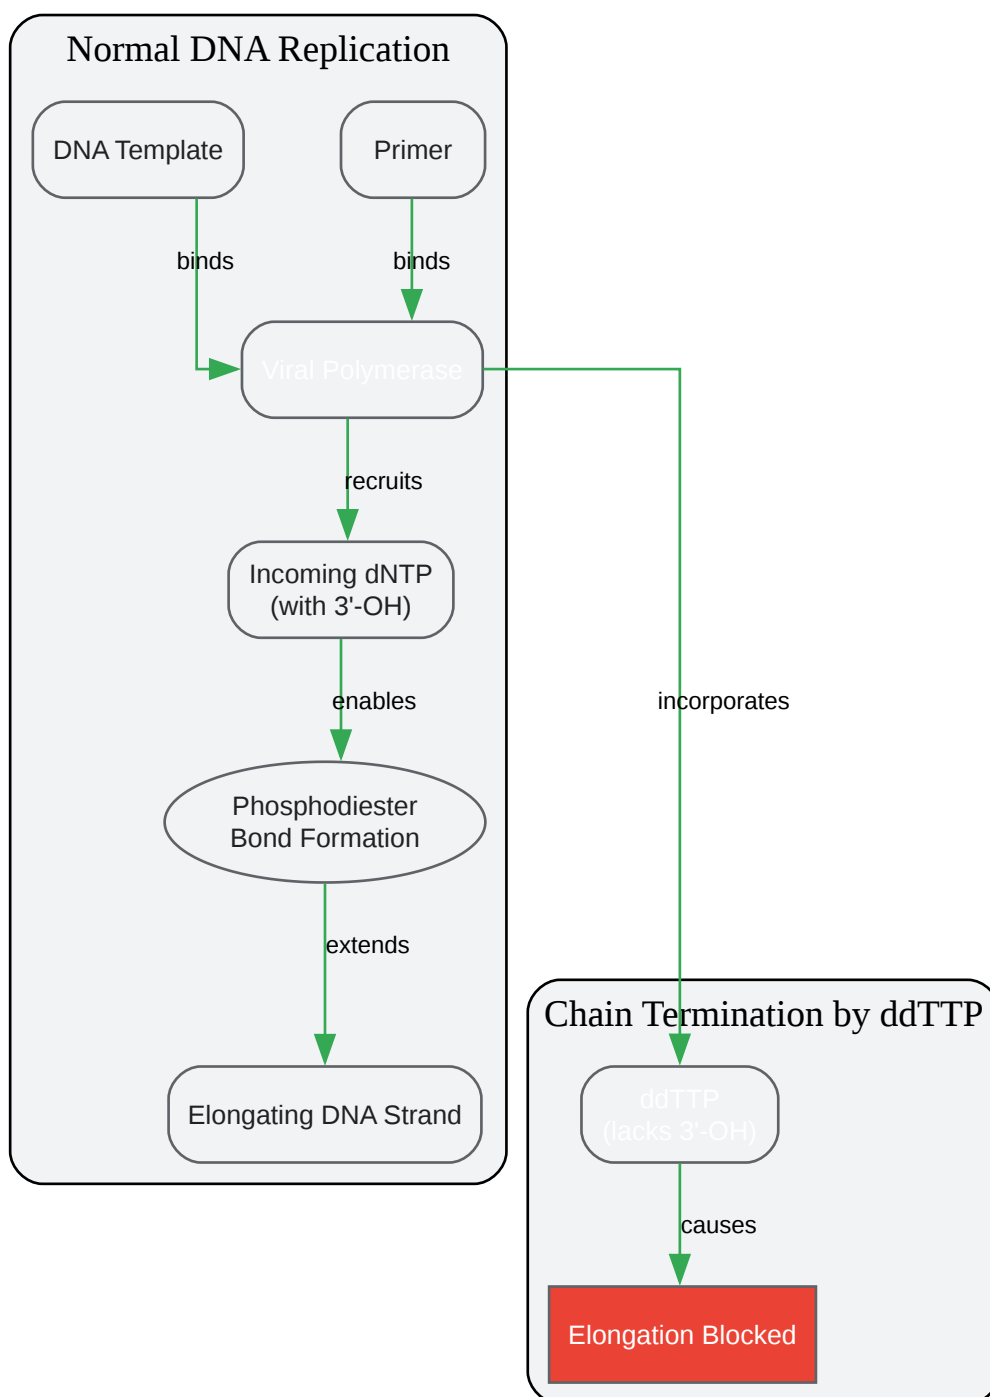 Normal DNA Replication
DNA Template
Primer
binds
binds
Viral Polymerase
recruits
Incoming dNTP
(with 3'-OH)
enables
incorporates
Phosphodiester
Bond Formation
extends
Chain Termination by ddTTP
ddTTP
(lacks 3'-OH)
Elongating DNA Strand
causes
Elongation Blocked